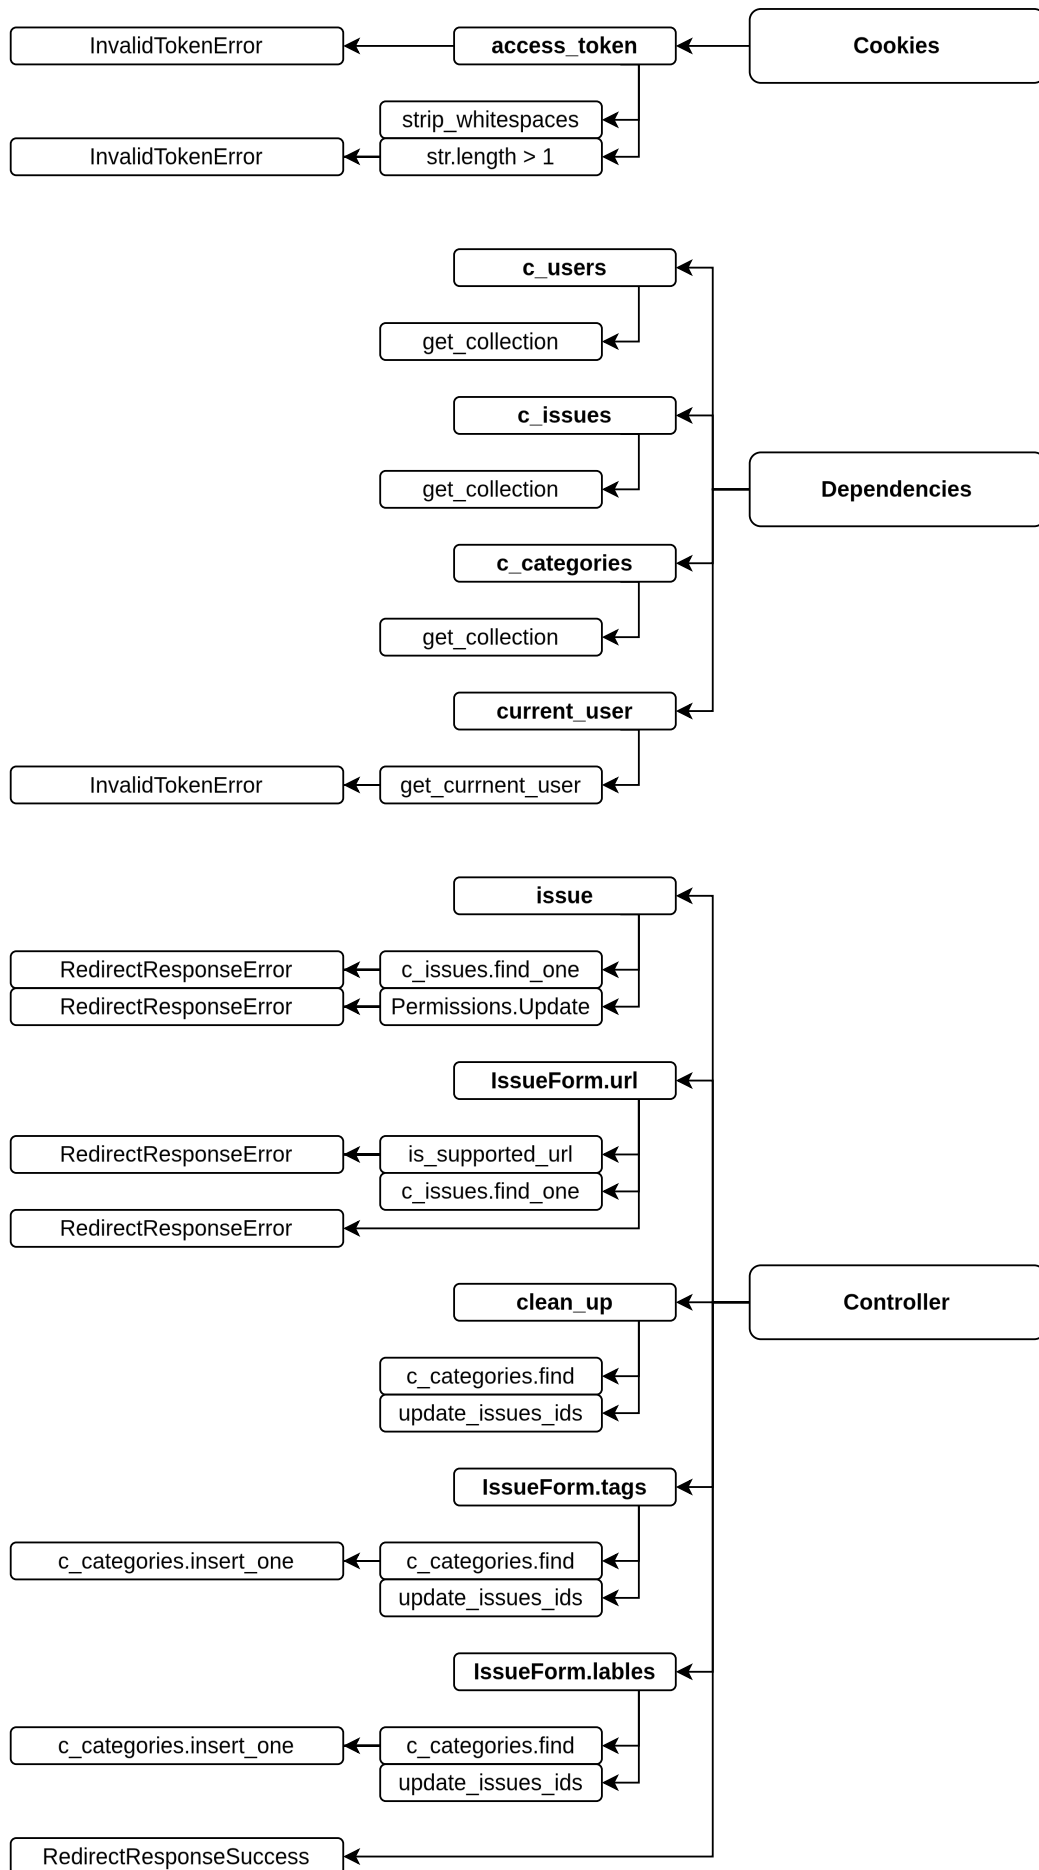 InvalidTokenError
access_token
Cookies
strip_whitespaces
InvalidTokenError
str.length > 1
c_users
get_collection
c_issues
get_collection
Dependencies
c_categories
get_collection
current_user
InvalidTokenError
get_currnent_user
issue
RedirectResponseError
c_issues.find_one
RedirectResponseError
Permissions.Update
IssueForm.url
RedirectResponseError
is_supported_url
c_issues.find_one
RedirectResponseError
clean_up
Controller
c_categories.find
update_issues_ids
IssueForm.tags
c_categories.insert_one
c_categories.find
update_issues_ids
IssueForm.lables
c_categories.insert_one
c_categories.find
update_issues_ids
RedirectResponseSuccess